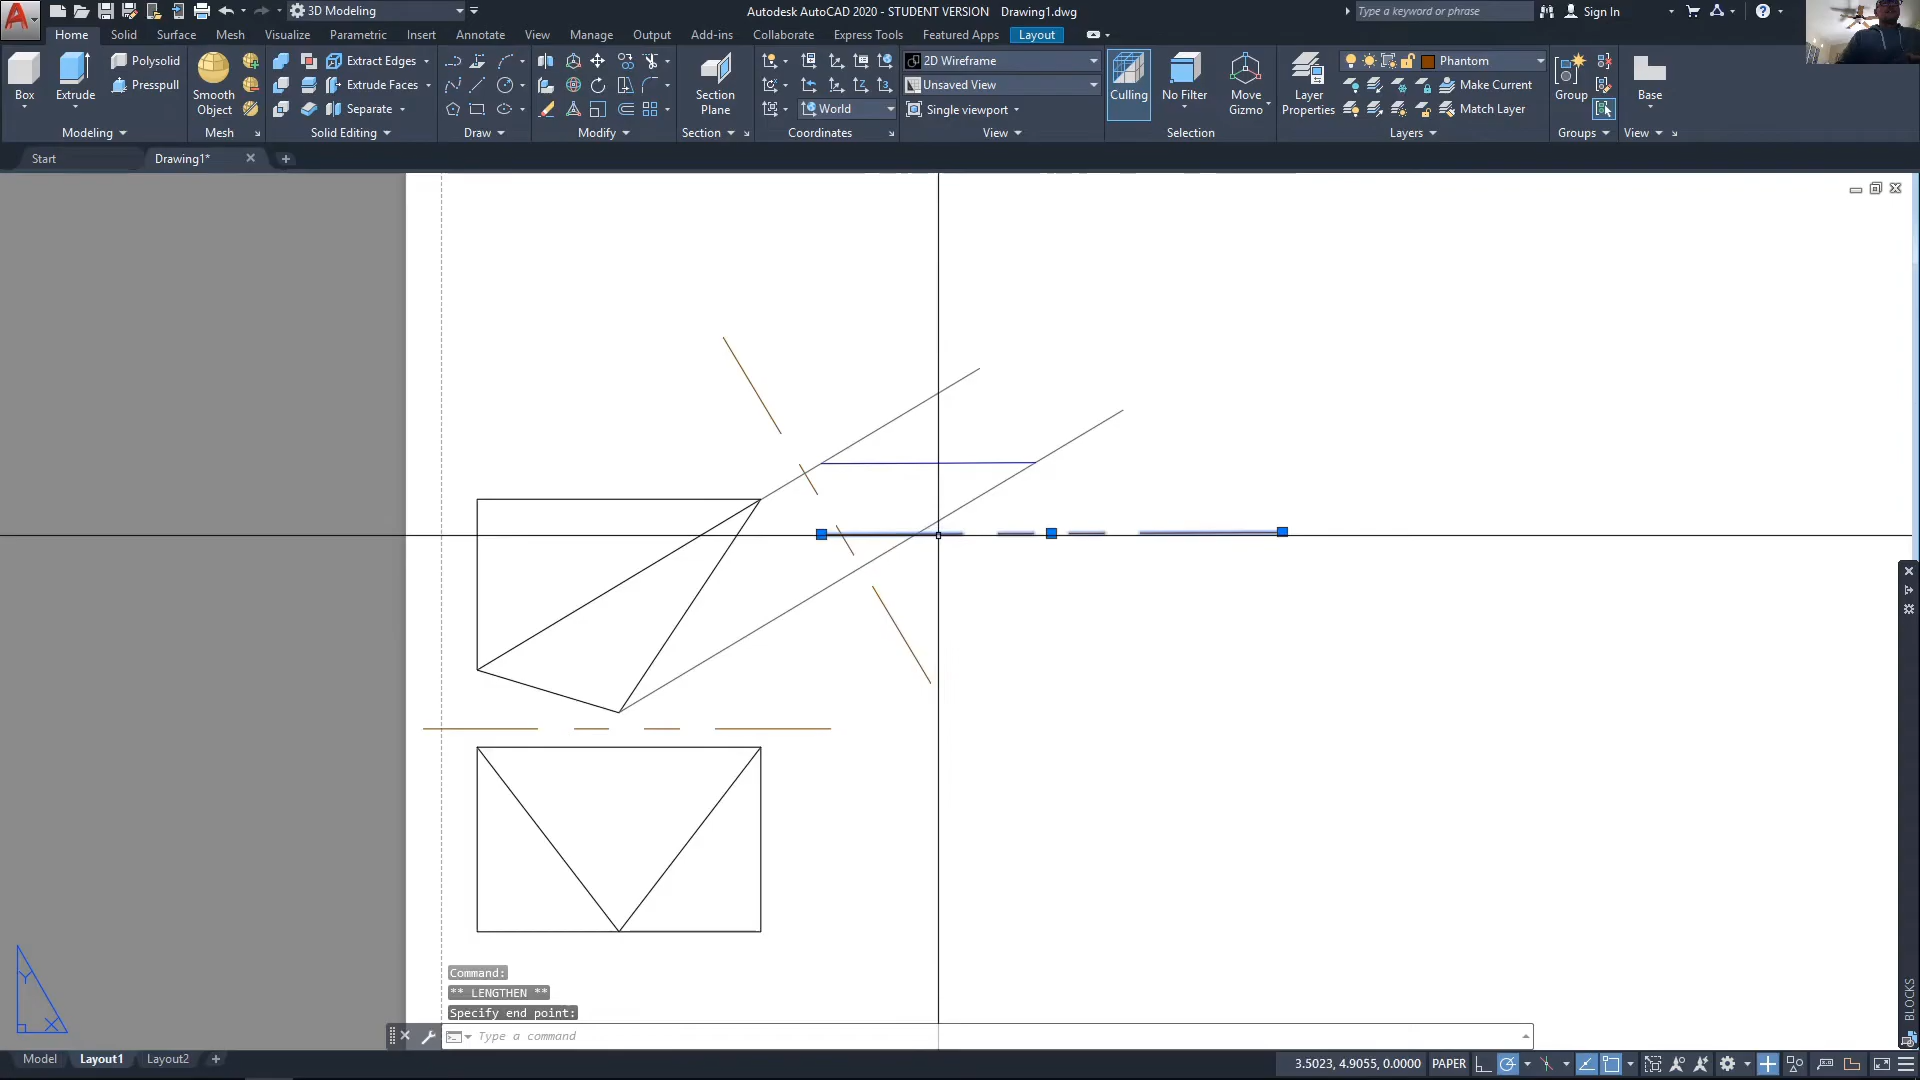 3D Modeling
Autodesk AutoCAD 2020 - STUDENT VERSION Drawing1.dwg
Type a keyword or phrase
Sign In
Home Solid Surface Mesh Visualize Parametric Insert Annotate View Manage Output Add-ins Collaborate Express Tools Featured Apps Layout
Box
Extrude
Polysolid
Presspull
Modeling
Smooth
Object
Mesh
Extract Edges
Extrude Faces
Separate
Solid Editing
Draw
Modify
Section
Plane
Section
World
Coordinates
2D Wireframe
Unsaved View
Single viewport
View
Culling
No Filter
Move
Gizmo
Selection
Layer
Properties
Phantom
Make Current
Match Layer
Layers
Group
Groups
Base
View
Start
Drawing1*
Y
X
Command:
** LENGTHEN **
Specify end point:
Type a command
BLOCKS
Model Layout1 Layout2
3.5023, 4.9055, 0.0000 PAPER